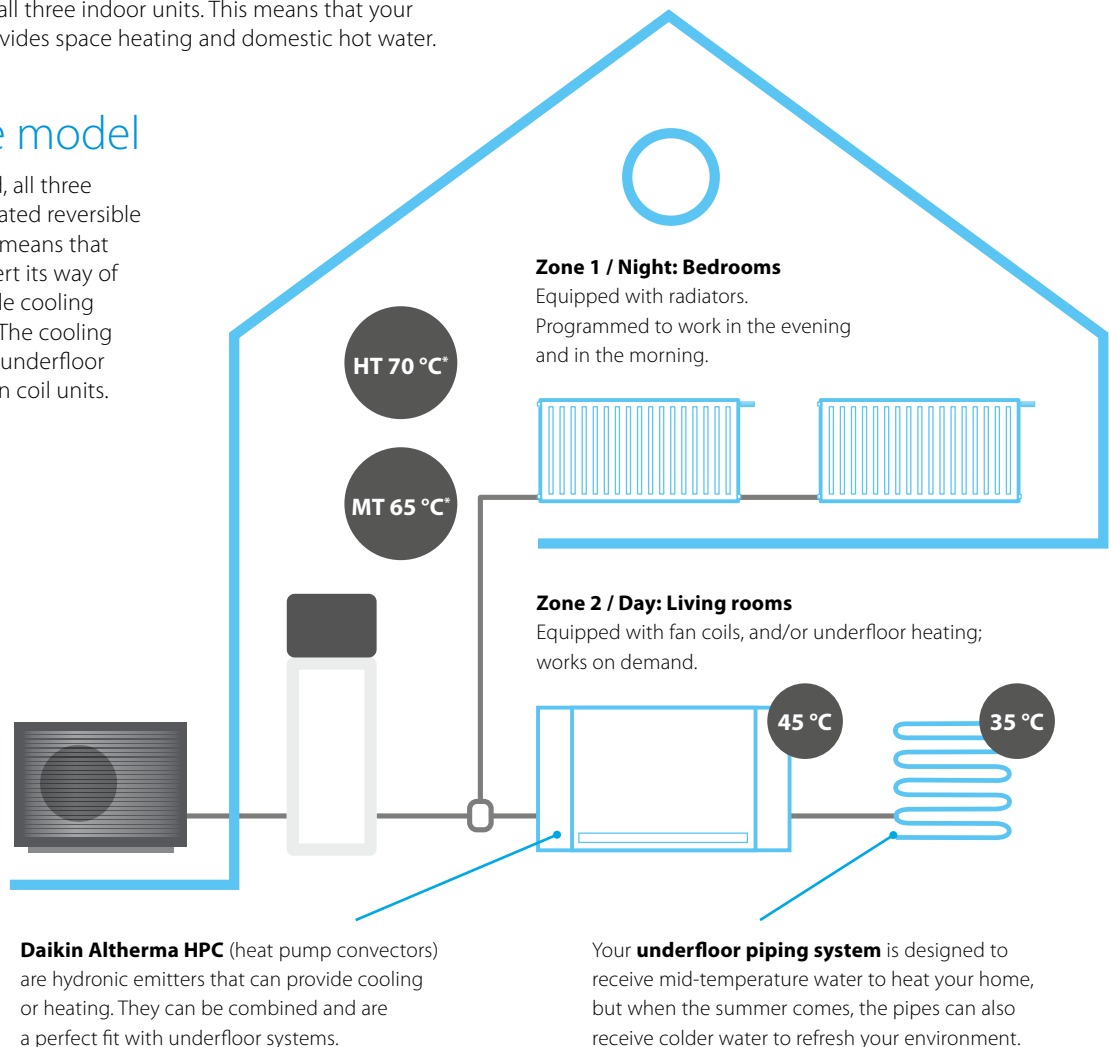 all three indoor units. This means that your
vides space heating and domestic hot water.
model
, all three
ated reversible
means that
ert its way of
le cooling
The cooling
underfloor
n coil units.
HT 70 °C*
MT 65 °C*
Zone 1 / Night: Bedrooms
Equipped with radiators.
Programmed to work in the evening
and in the morning.
Zone 2 / Day: Living rooms
Equipped with fan coils, and/or underfloor heating;
works on demand.
45 °C
35 °C
Daikin Altherma HPC (heat pump convectors)
are hydronic emitters that can provide cooling
or heating. They can be combined and are
a perfect fit with underfloor systems.
Your underfloor piping system is designed to
receive mid-temperature water to heat your home,
but when the summer comes, the pipes can also
receive colder water to refresh your environment.